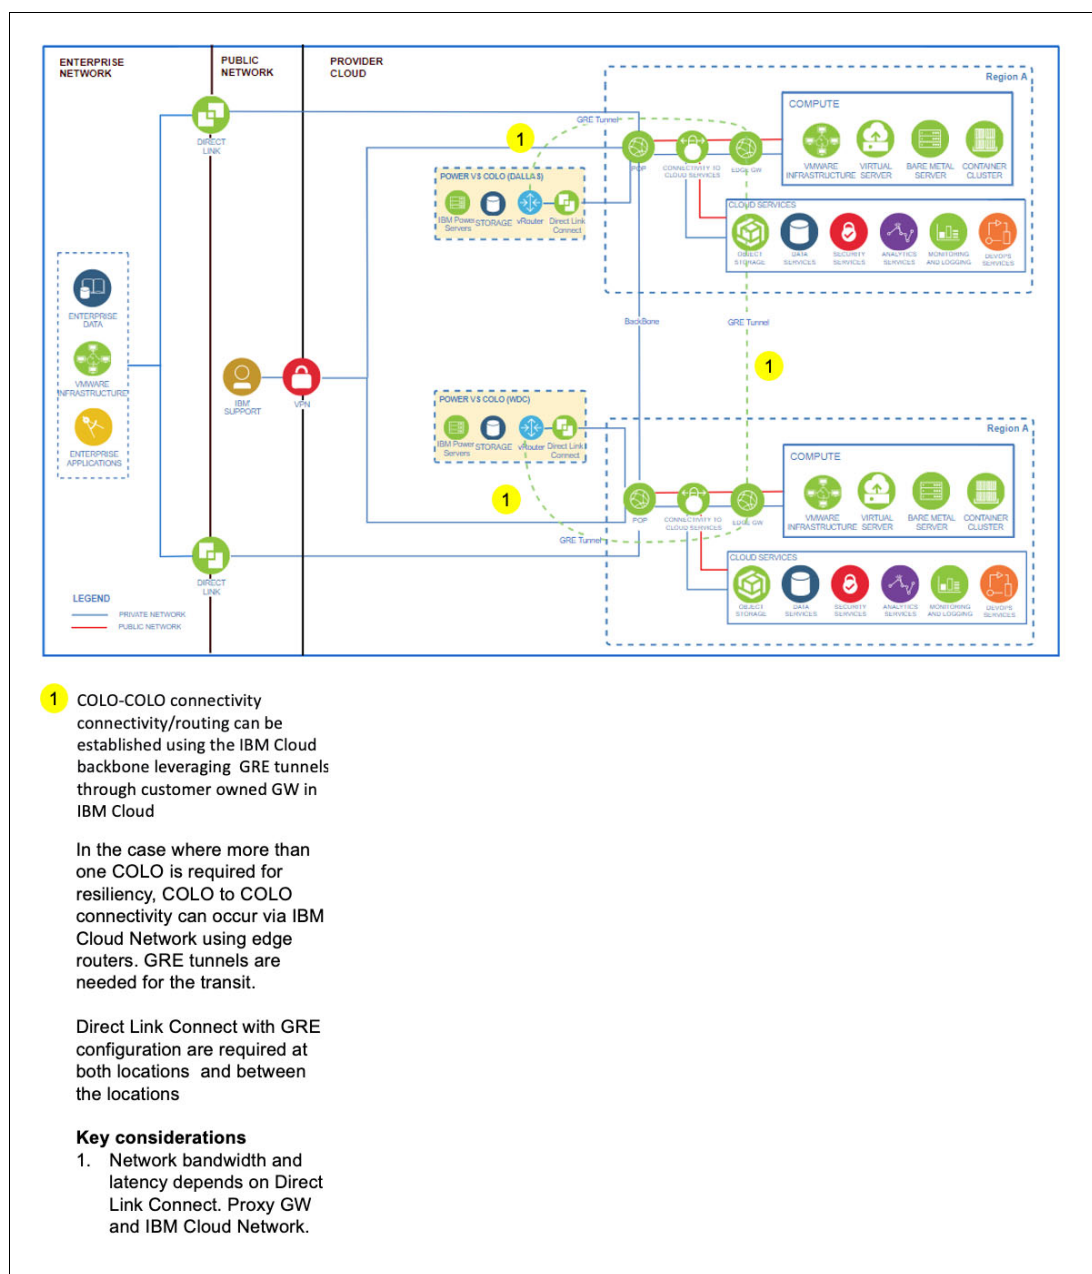 ENTERPRISE
NETWORK
PUBLIC
NETWORK
PROVIDER
CLOUD
DIRECT
LINK
Region A
GRE Tunnel
POP
CONNECTIVITY TO
CLOUD SERVICES
EDGE GW
COMPUTE
VMWARE
INFRASTRUCTURE
VIRTUAL
SERVER
BARE METAL
SERVER
CONTAINER
CLUSTER
1
POWER VS COLO (DALLAS)
IBM Power
Servers
STORAGE
vRouter
Direct Link
Connect
CLOUD SERVICES
OBJECT
STORAGE
DATA
SERVICES
SECURITY
SERVICES
ANALYTICS
SERVICES
MONITORING
AND LOGGING
DEVOPS
SERVICES
ENTERPRISE
DATA
VMWARE
INFRASTRUCTURE
ENTERPRISE
APPLICATIONS
BackBone
GRE Tunnel
1
IBM
SUPPORT
VPN
POWER VS COLO (WDC)
IBM Power
Servers
STORAGE
vRouter
Direct Link
Connect
1
GRE Tunnel
Region A
POP
CONNECTIVITY TO
CLOUD SERVICES
EDGE GW
COMPUTE
VMWARE
INFRASTRUCTURE
VIRTUAL
SERVER
BARE METAL
SERVER
CONTAINER
CLUSTER
CLOUD SERVICES
OBJECT
STORAGE
DATA
SERVICES
SECURITY
SERVICES
ANALYTICS
SERVICES
MONITORING
AND LOGGING
DEVOPS
SERVICES
DIRECT
LINK
LEGEND
PRIVATE NETWORK
PUBLIC NETWORK
1 COLO-COLO connectivity
connectivity/routing can be
established using the IBM Cloud
backbone leveraging GRE tunnels
through customer owned GW in
IBM Cloud
In the case where more than
one COLO is required for
resiliency, COLO to COLO
connectivity can occur via IBM
Cloud Network using edge
routers. GRE tunnels are
needed for the transit.
Direct Link Connect with GRE
configuration are required at
both locations and between
the locations
Key considerations
1. Network bandwidth and
latency depends on Direct
Link Connect. Proxy GW
and IBM Cloud Network.